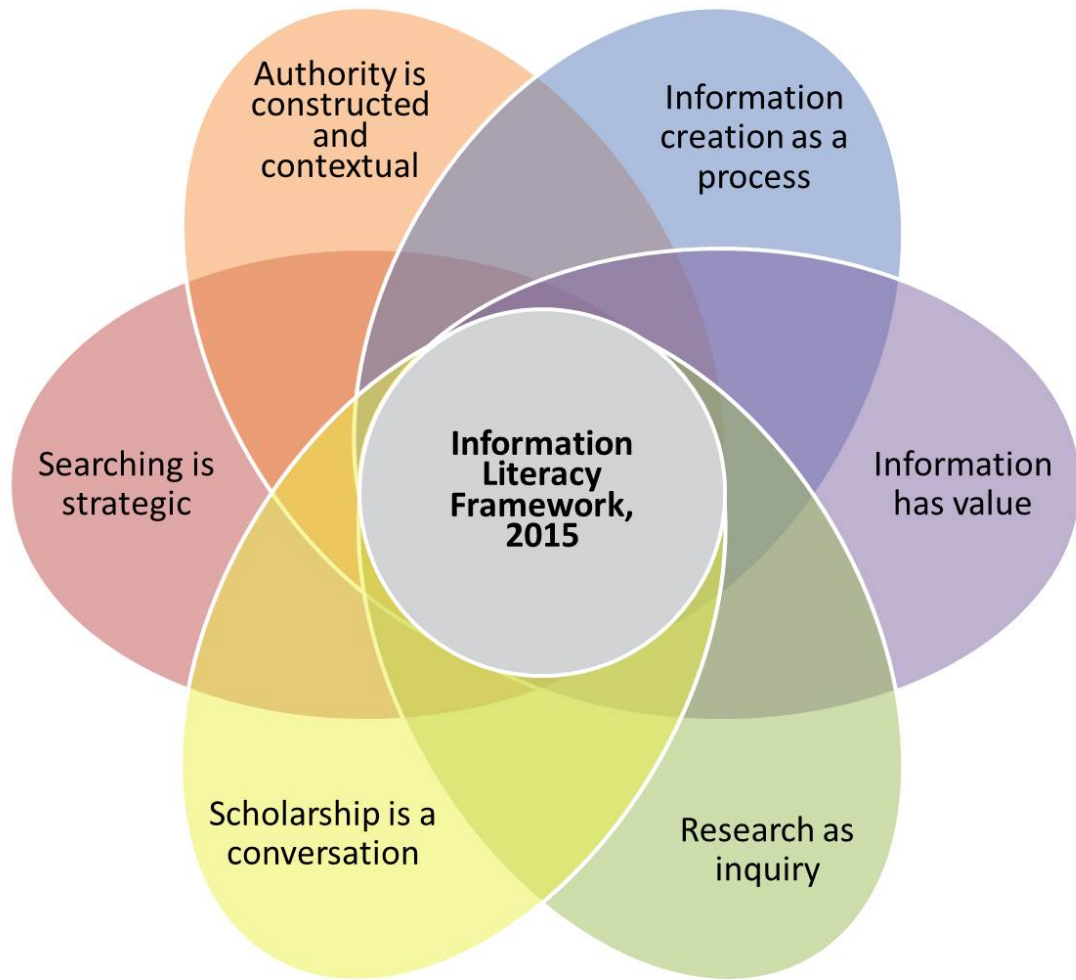 Authority is
constructed
and
contextual
Information
creation as a
process
Searching is
strategic
Information
Literacy
Framework,
2015
Information
has value
Scholarship is a
conversation
Research as
inquiry